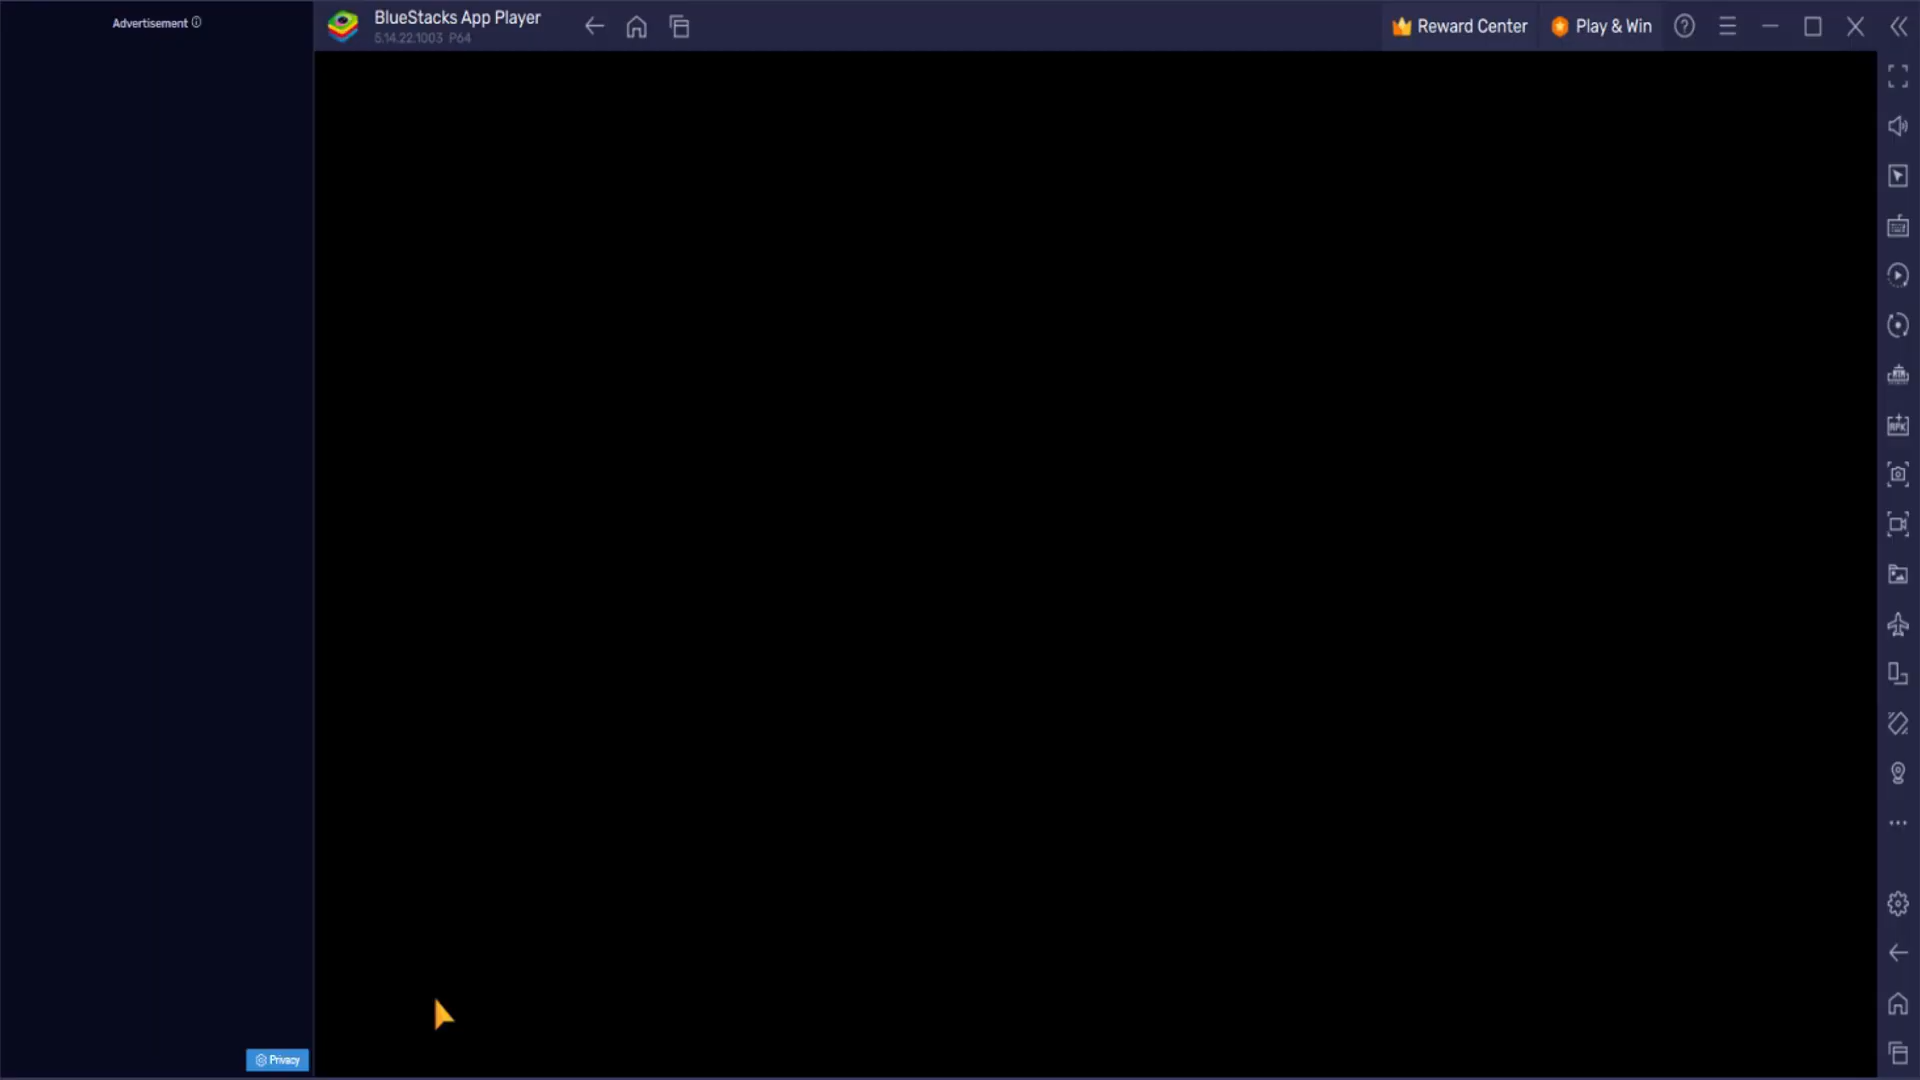 Advertisement
BlueStacks App Player
5.14.22.1003 P64
Reward Center
Play & Win
Privacy